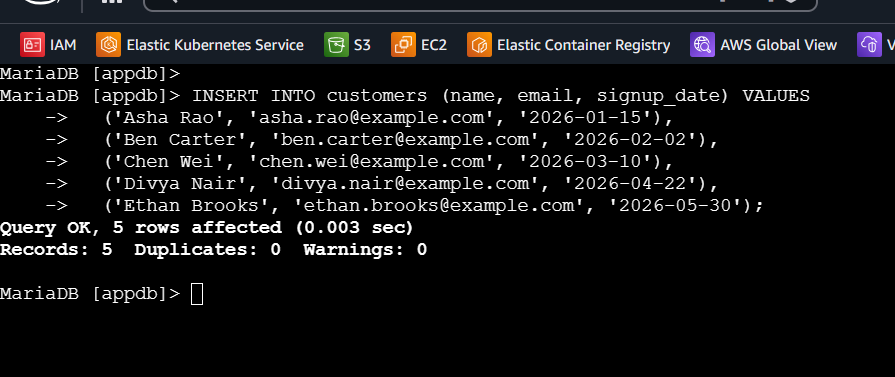 IAM Elastic Kubernetes Service S3 EC2 Elastic Container Registry AWS Global View V
MariaDB [appdb]>
MariaDB [appdb]> INSERT INTO customers (name, email, signup_date) VALUES
    ->   ('Asha Rao', 'asha.rao@example.com', '2026-01-15'),
    ->   ('Ben Carter', 'ben.carter@example.com', '2026-02-02'),
    ->   ('Chen Wei', 'chen.wei@example.com', '2026-03-10'),
    ->   ('Divya Nair', 'divya.nair@example.com', '2026-04-22'),
    ->   ('Ethan Brooks', 'ethan.brooks@example.com', '2026-05-30');
Query OK, 5 rows affected (0.003 sec)
Records: 5  Duplicates: 0  Warnings: 0
MariaDB [appdb]>